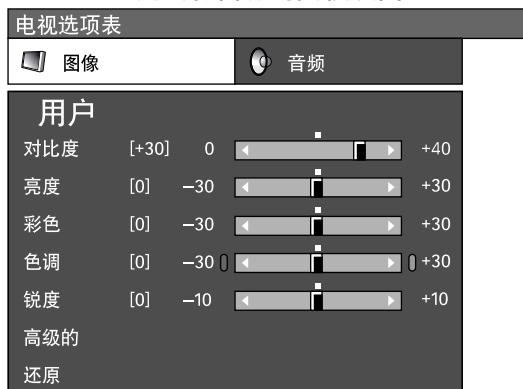 电视选项表
图像 音频
用户
对比度 [+30] 0 +40
亮度 [0] −30 +30
彩色 [0] −30 +30
色调 [0] −30 +30
锐度 [0] −10 +10
高级的
还原